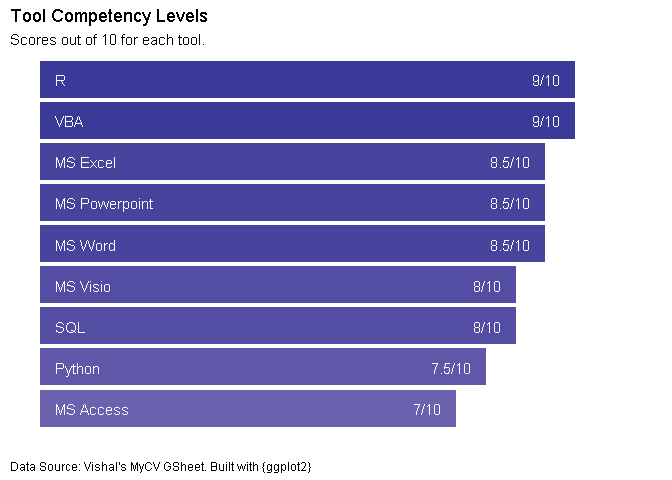 Tool Competency Levels
Scores out of 10 for each tool.
R 9/10
VBA 9/10
MS Excel 8.5/10
MS Powerpoint 8.5/10
MS Word 8.5/10
MS Visio 8/10
SQL 8/10
Python 7.5/10
MS Access 7/10
Data Source: Vishal's MyCV GSheet. Built with {ggplot2}